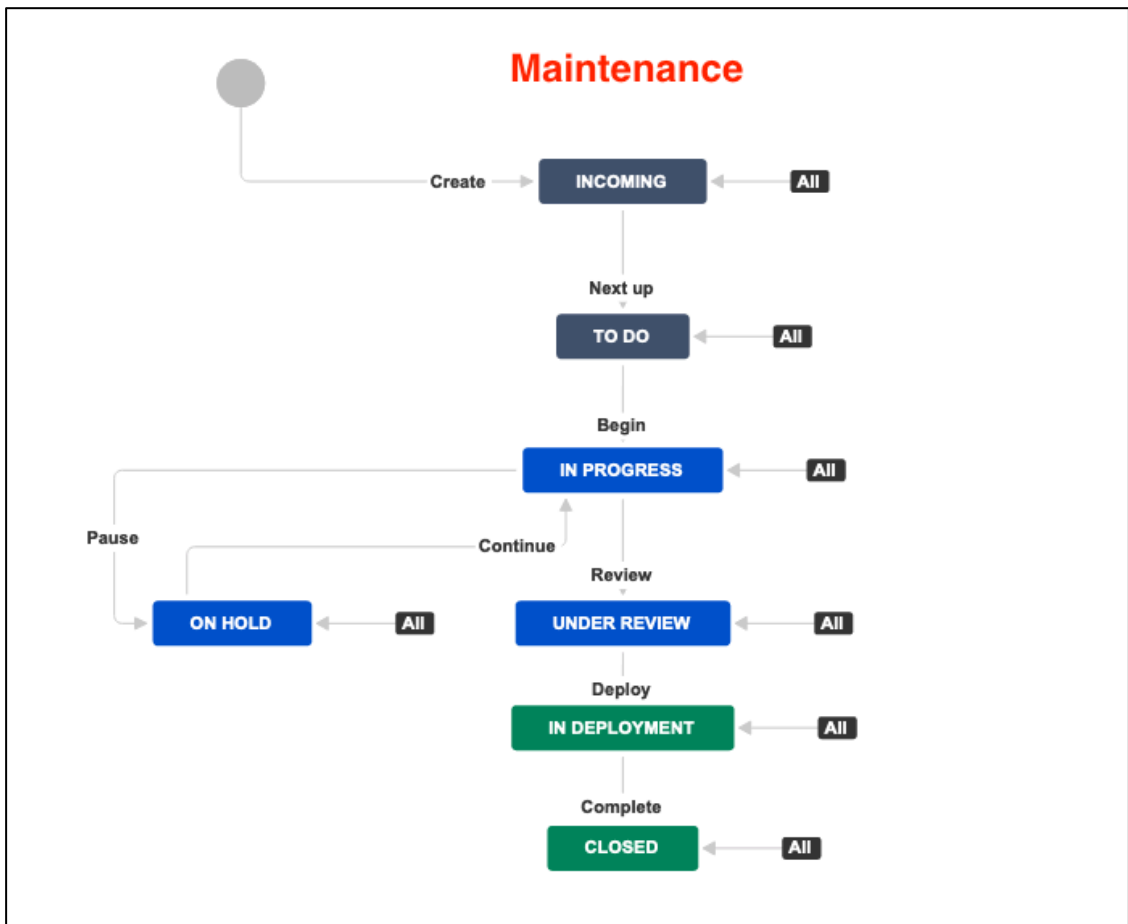 Maintenance
Create
INCOMING
All
Next up
TO DO
All
Begin
IN PROGRESS
All
Pause
Continue
Review
ON HOLD
All
UNDER REVIEW
All
Deploy
IN DEPLOYMENT
All
Complete
CLOSED
All